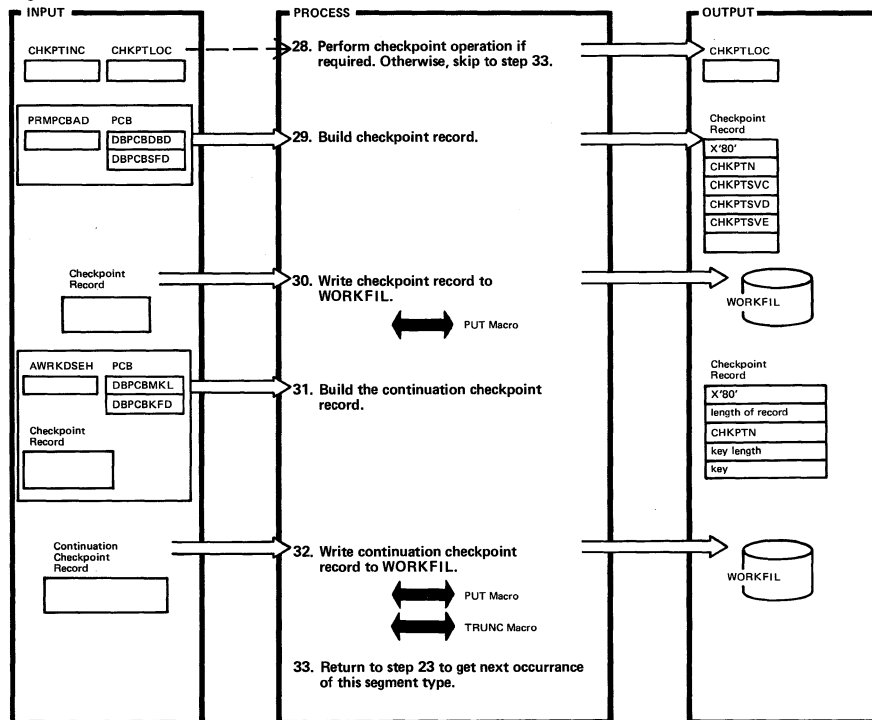 INPUT
PROCESS
OUTPUT
CHKPTINC CHKPTLOC
28. Perform checkpoint operation if
required. Otherwise, skip to step 33.
CHKPTLOC
PRMPCBAD PCB
DBPCBDBD
DBPCBSFD
29. Build checkpoint record.
Checkpoint
Record
X'80'
CHKPTN
CHKPTSVC
CHKPTSVD
CHKPTSVE
Checkpoint
Record
30. Write checkpoint record to
WORKFIL.
PUT Macro
WORKFIL
AWRKDSEH PCB
DBPCBMKL
DBPCBKFD
Checkpoint
Record
31. Build the continuation checkpoint
record.
Checkpoint
Record
X'80'
length of record
CHKPTN
key length
key
Continuation
Checkpoint
Record
32. Write continuation checkpoint
record to WORKFIL.
PUT Macro
TRUNC Macro
WORKFIL
33. Return to step 23 to get next occurrance
of this segment type.